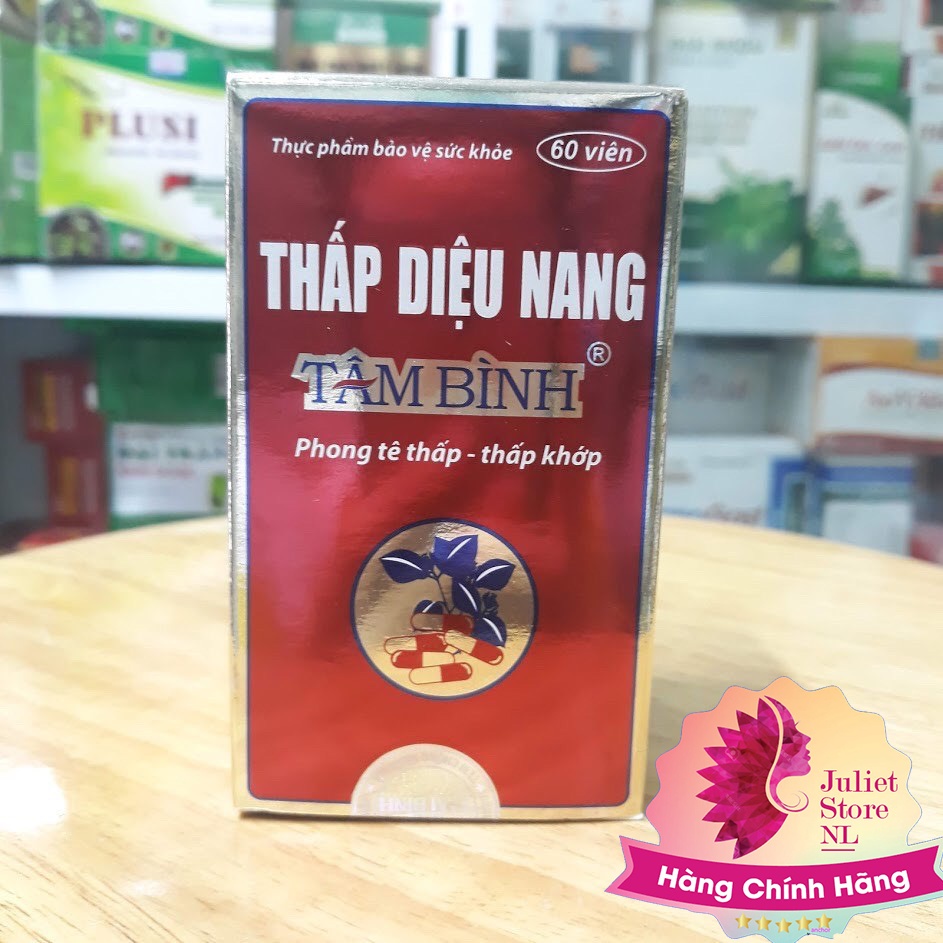 PLUSI
Thực phẩm bảo vệ sức khỏe
60 viên
THẤP DIỆU NANG
TÂM BÌNH ®
Phong tê thấp - thấp khớp
Juliet
Store
NL
Hàng Chính Hãng
anchor